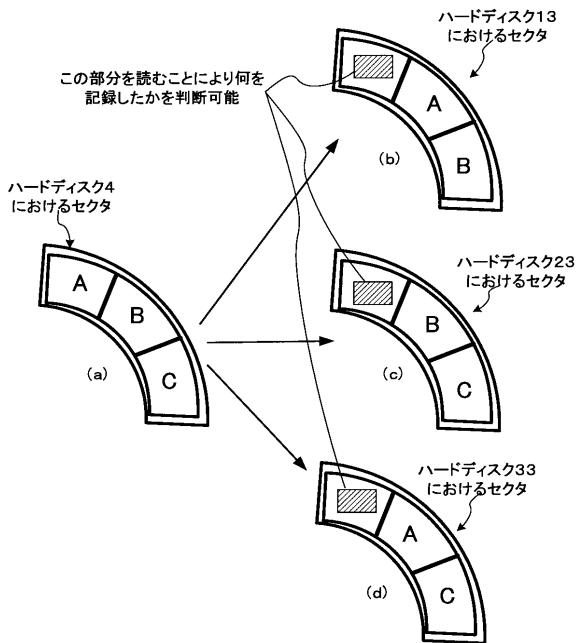 ハードディスク13
におけるセクタ
この部分を読むことにより何を
記録したかを判断可能
A
B
(b)
ハードディスク4
におけるセクタ
A
B
C
(a)
ハードディスク23
におけるセクタ
B
C
(c)
ハードディスク33
におけるセクタ
A
C
(d)